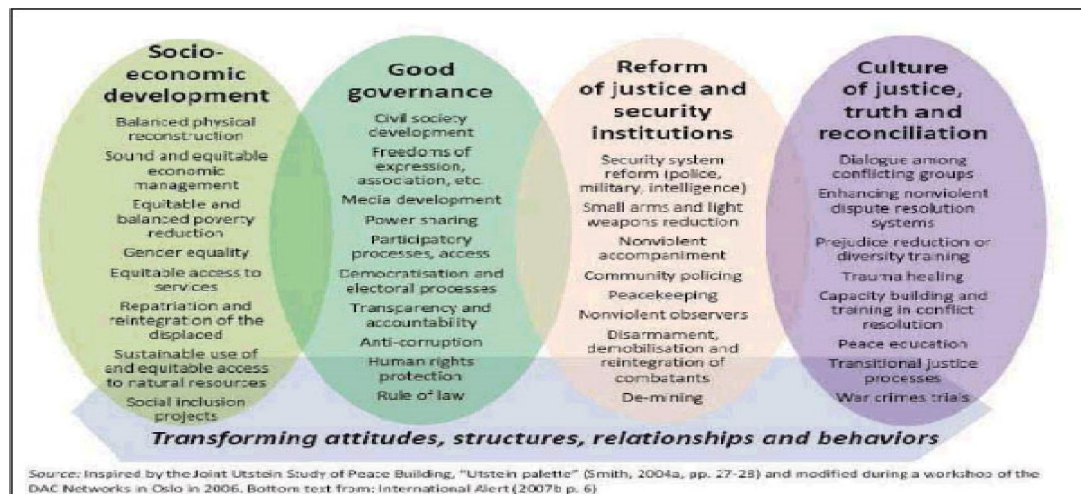 Socio-
economic
development
Balanced physical
reconstruction
Sound and equitable
economic
management
Equitable and
balanced poverty
reduction
Gender equality
Equitable access to
services
Repatriation and
reintegration of the
displaced
Sustainable use of
and equitable access
to natural resources
Social inclusion
projects
Good
governance
Civil society
development
Freedoms of
expression,
association, etc
Media development
Power sharing
Participatory
processes, access
Democratisation and
electoral processes
Transparency and
accountability
Anti-corruption
Human rights
protection
Rule of law
Reform
of justice and
security
institutions
Security system
reform (police,
military, intelligence)
Small arms and light
weapons reduction
Nonviolent
accompaniment
Community policing
Peacekeeping
Nonviolent observers
Disarmament,
demobilisation and
reintegration of
combatants
De-mining
Culture
of justice,
truth and
reconciliation
Dialogue among
conflicting groups
Enhancing nonviolent
dispute resolution
systems
Prejudice reduction or
diversity training
Trauma healing
Capacity building and
training in conflict
resolution
Peace education
Transitional justice
processes
War crimes trials
Transforming attitudes, structures, relationships and behaviors
Source: Inspired by the Joint Utstein Study of Peace Building, "Utstein palette" (Smith, 2004a, pp. 27-28) and modified during a workshop of the
DAC Networks in Oslo in 2006. Bottom text from: International Alert (2007b p. 6)